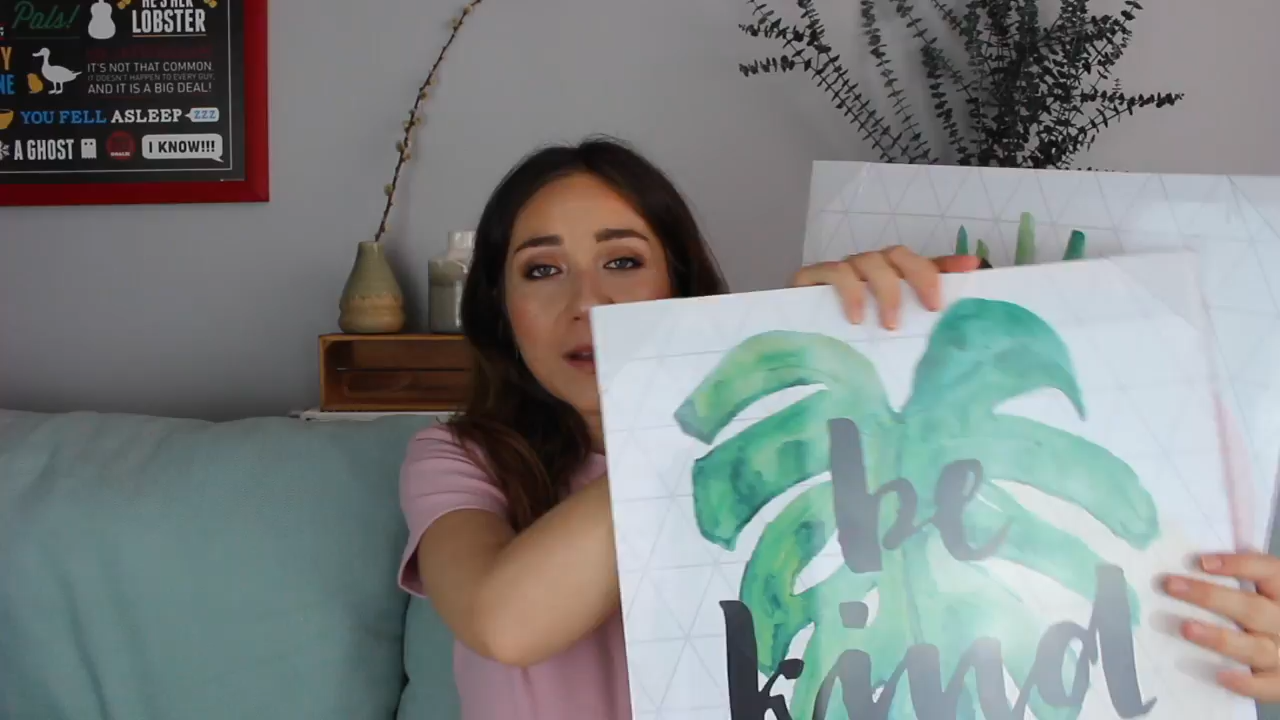 Pals!
HE'S HER
LOBSTER
IT'S NOT THAT COMMON.
IT DOESN'T HAPPEN TO EVERY GUY,
AND IT IS A BIG DEAL!
YOU FELL ASLEEP ZZZ
A GHOST
I KNOW!!!
be
kind